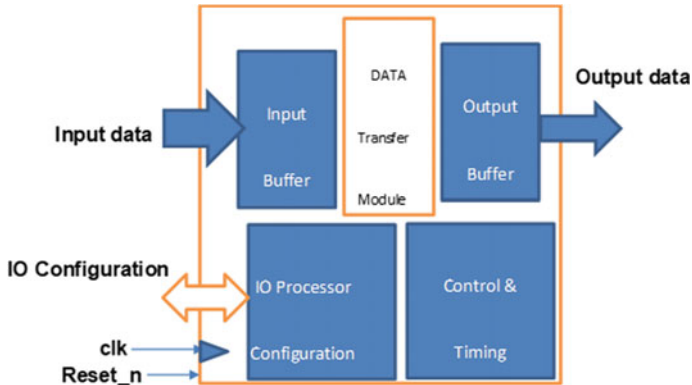 Input data
Input
Buffer
DATA
Transfer
Module
Output
Buffer
Output data
IO Configuration
IO Processor
Configuration
Control &
Timing
clk
Reset_n